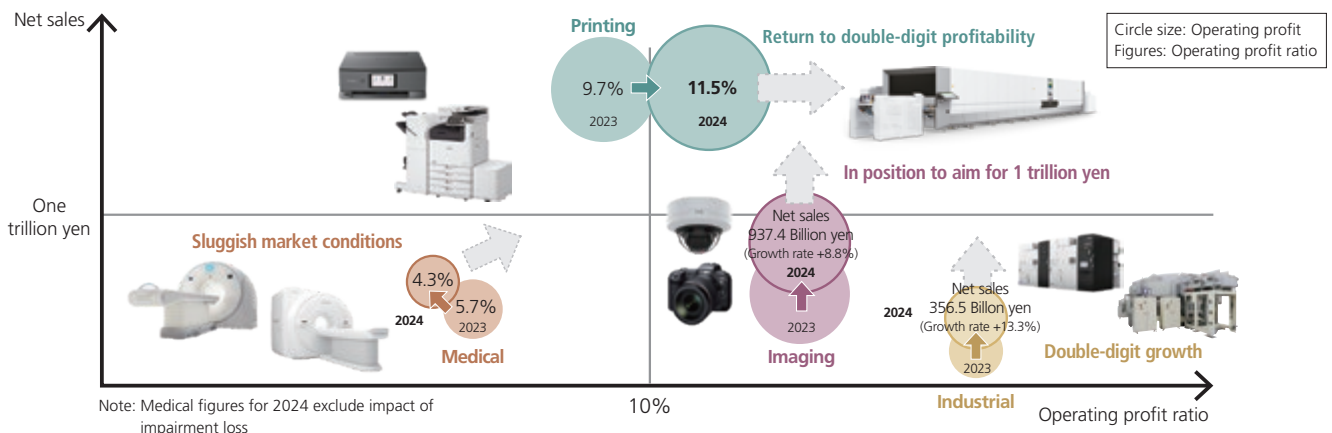 Net sales
Printing
Return to double-digit profitability
Circle size: Operating profit
Figures: Operating profit ratio
9.7%
2023
11.5%
2024
In position to aim for 1 trillion yen
One
trillion yen
Sluggish market conditions
4.3%
2024
5.7%
2023
Medical
Net sales
937.4 Billion yen
(Growth rate +8.8%)
2024
2023
Imaging
2024
Net sales
356.5 Billon yen
(Growth rate +13.3%)
2023
Industrial
Double-digit growth
10%
Operating profit ratio
Note: Medical figures for 2024 exclude impact of
impairment loss